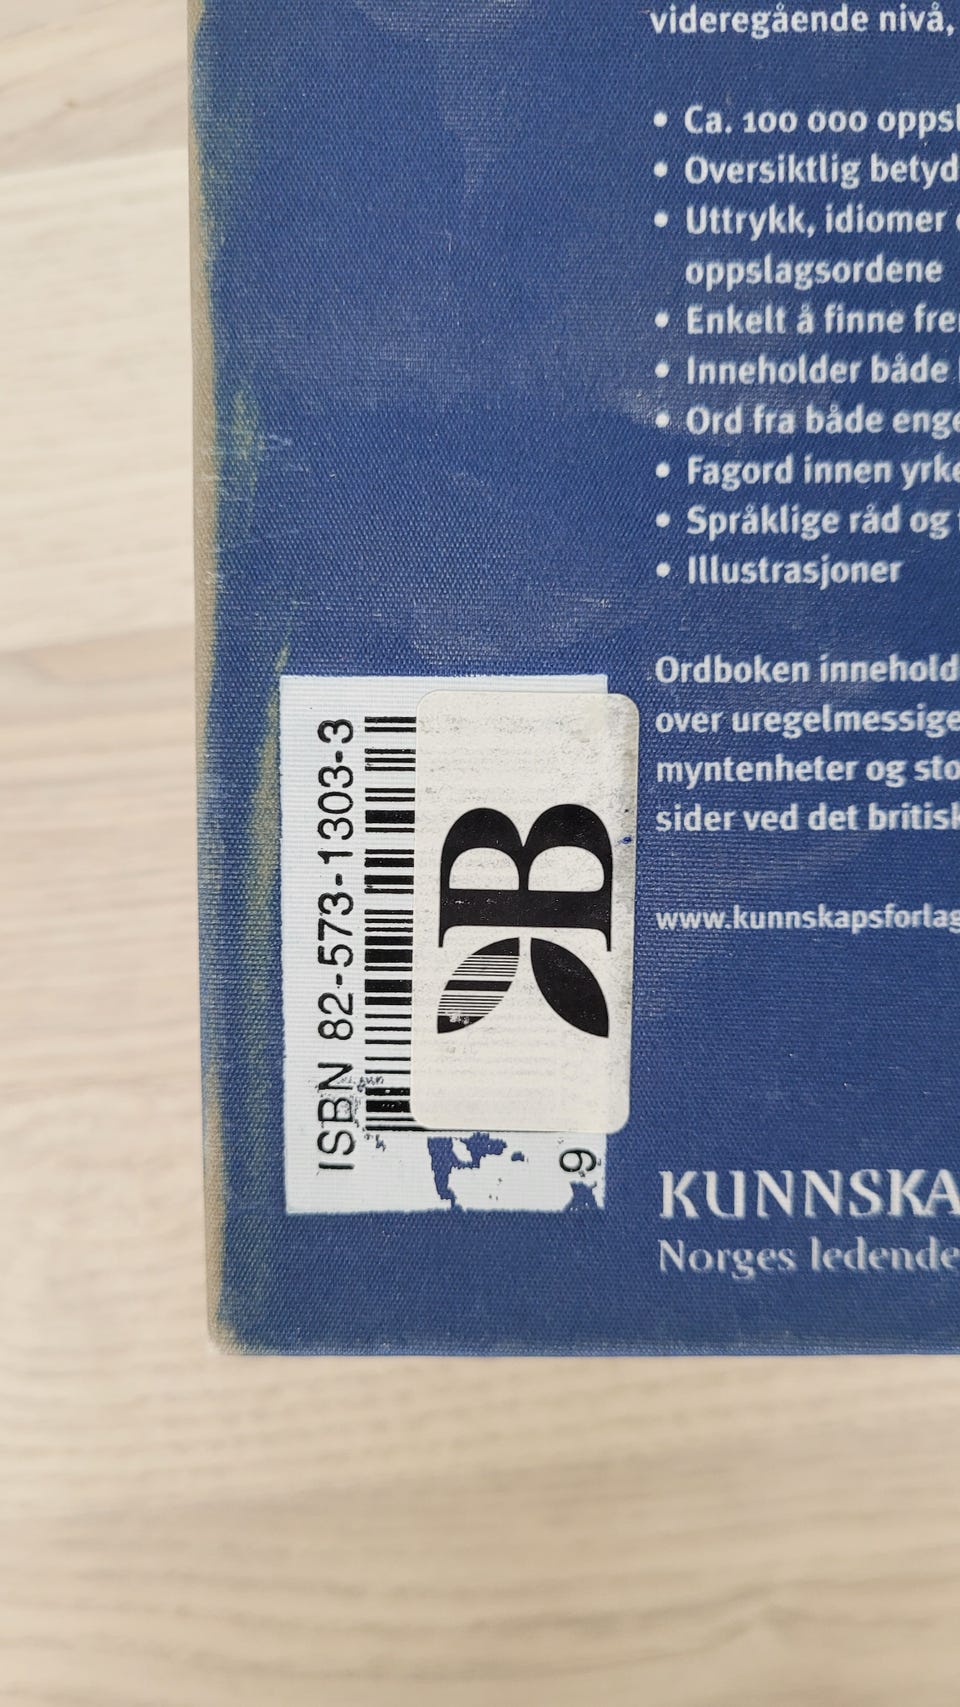 videregående nivå,
• Ca. 100 000 oppsl
• Oversiktlig betyd
• Uttrykk, idiomer
oppslagsordene
• Enkelt å finne fre
• Inneholder både
• Ord fra både enge
• Fagord innen yrke
• Språklige råd og
• Illustrasjoner
Ordboken innehold
over uregelmessige
myntenheter og sto
sider ved det britisk
www.kunnskapsforlag
KUNNSKA
Norges ledende
ISBN 82-573-1303-3
B
9